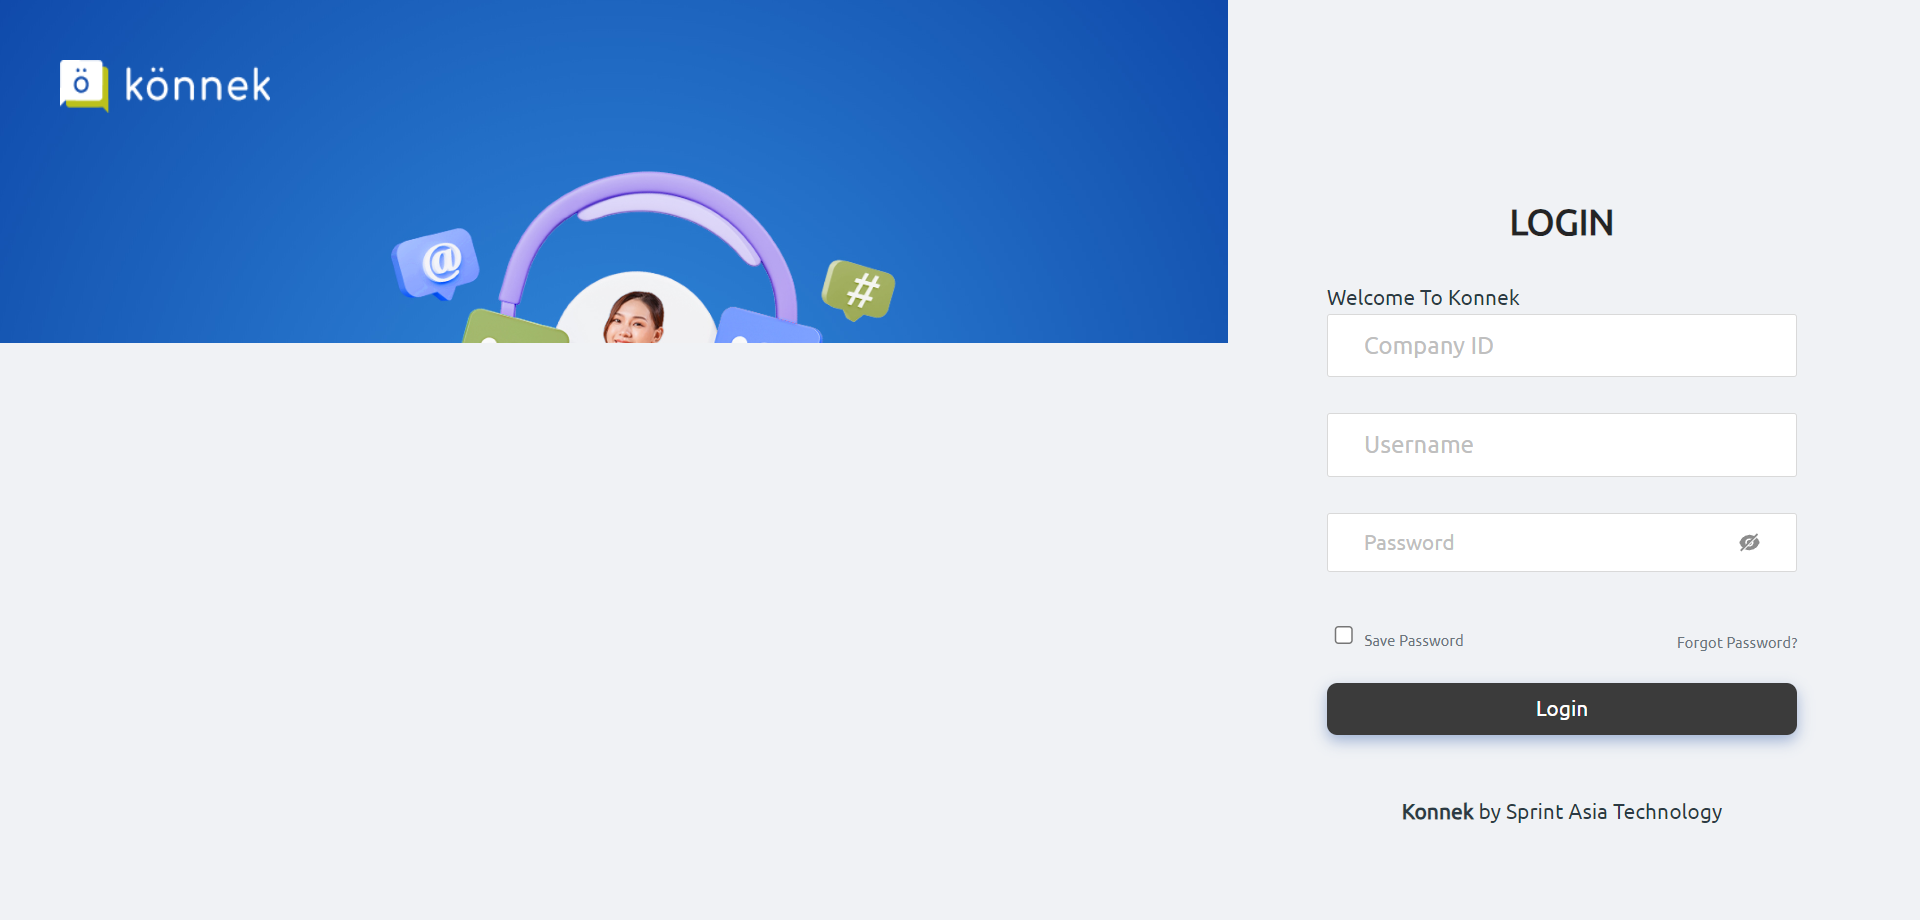 ö könnek
@
#
LOGIN
Welcome To Konnek
Company ID
Username
Password
Save Password
Forgot Password?
Login
Konnek by Sprint Asia Technology